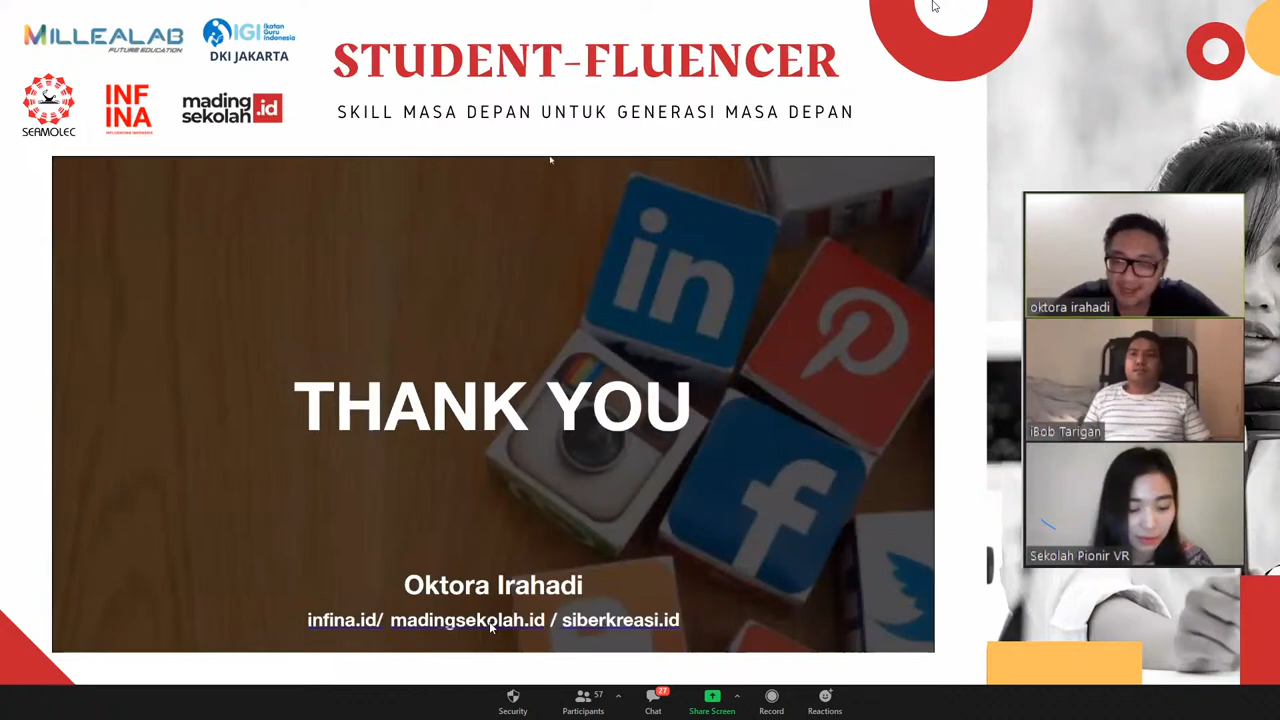 MILLEALAB
FUTURE EDUCATION
IGI
Ikatan
Guru
Indonesia
DKI JAKARTA
SEAMOLEC
INF
INA
INFLUENCERS INDONESIA
mading
sekolah .id
STUDENT-FLUENCER
SKILL MASA DEPAN UNTUK GENERASI MASA DEPAN
in
THANK YOU
Oktora Irahadi
infina.id/ madingsekolah.id / siberkreasi.id
oktora irahadi
iBob Tarigan
Sekolah Pionir VR
Security
Participants
57
Chat
27
Share Screen
Record
Reactions